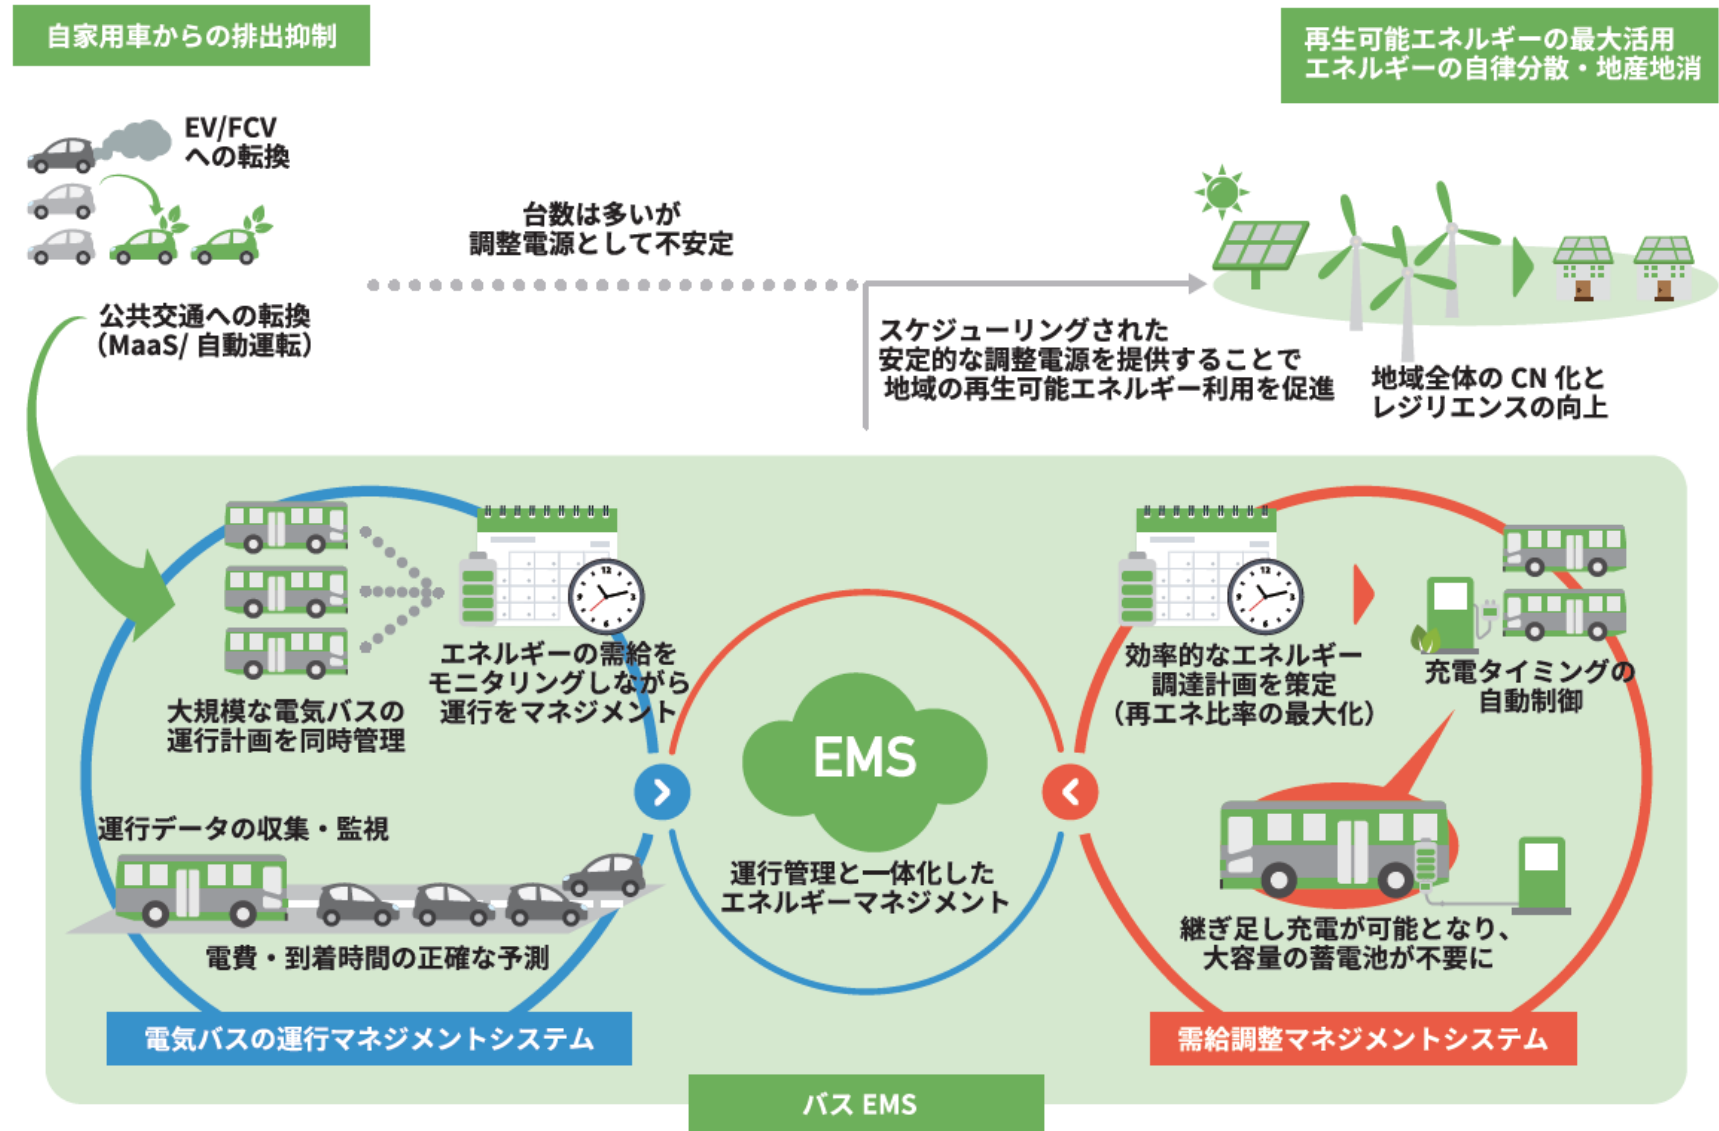 自家用車からの排出抑制
再生可能エネルギーの最大活用
エネルギーの自律分散・地産地消
EV/FCV
への転換
台数は多いが
調整電源として不安定
公共交通への転換
（MaaS/ 自動運転）
スケジューリングされた
安定的な調整電源を提供することで
地域の再生可能エネルギー利用を促進
地域全体の CN 化と
レジリエンスの向上
大規模な電気バスの
運行計画を同時管理
エネルギーの需給を
モニタリングしながら
運行をマネジメント
運行データの収集・監視
電費・到着時間の正確な予測
電気バスの運行マネジメントシステム
EMS
運行管理と一体化した
エネルギーマネジメント
効率的なエネルギー
調達計画を策定
（再エネ比率の最大化）
充電タイミングの
自動制御
継ぎ足し充電が可能となり、
大容量の蓄電池が不要に
需給調整マネジメントシステム
バス EMS